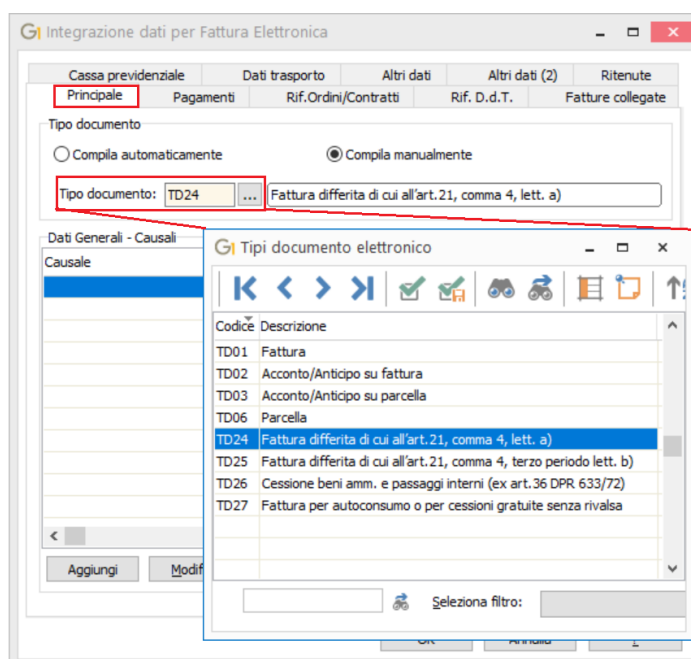 GI Integrazione dati per Fattura Elettronica
Cassa previdenziale Dati trasporto Altri dati Altri dati (2) Ritenute
Principale Pagamenti Rif.Ordini/Contratti Rif. D.d.T. Fatture collegate
Tipo documento
Compila automaticamente Compila manualmente
Tipo documento: TD24 ... Fattura differita di cui all'art.21, comma 4, lett. a)
Dati Generali - Causali
Causale
GI Tipi documento elettronico
Codice Descrizione
TD01 Fattura
TD02 Acconto/Anticipo su fattura
TD03 Acconto/Anticipo su parcella
TD06 Parcella
TD24 Fattura differita di cui all'art.21, comma 4, lett. a)
TD25 Fattura differita di cui all'art.21, comma 4, terzo periodo lett. b)
TD26 Cessione beni amm. e passaggi interni (ex art.36 DPR 633/72)
TD27 Fattura per autoconsumo o per cessioni gratuite senza rivalsa
Aggiungi Modif
Seleziona filtro: